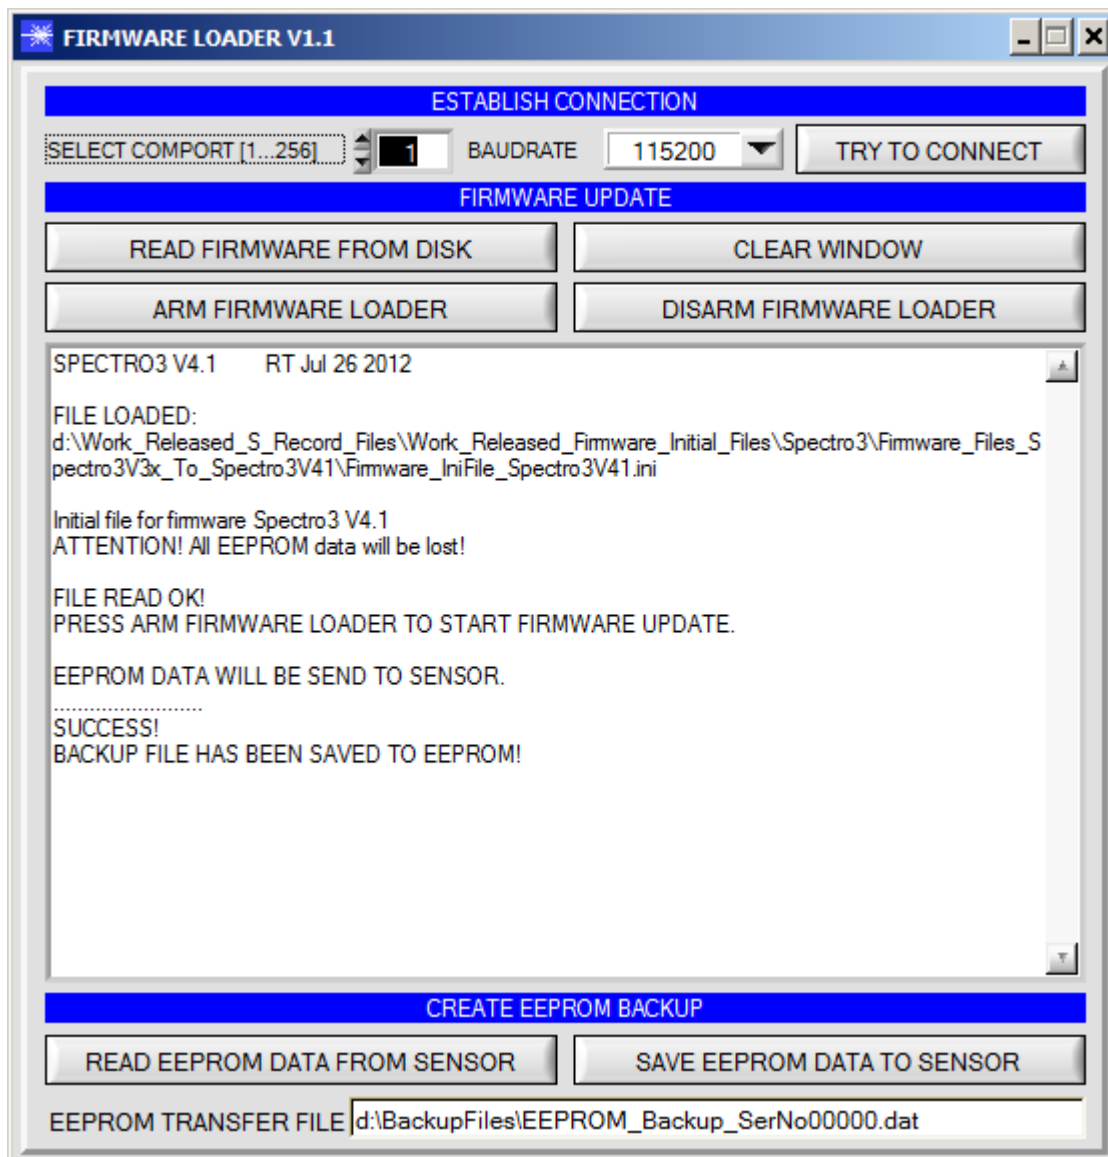 FIRMWARE LOADER V1.1
ESTABLISH CONNECTION
SELECT COMPORT [1...256] 1 BAUDRATE 115200 TRY TO CONNECT
FIRMWARE UPDATE
READ FIRMWARE FROM DISK CLEAR WINDOW
ARM FIRMWARE LOADER DISARM FIRMWARE LOADER
SPECTRO3 V4.1 RT Jul 26 2012
FILE LOADED:
d:\Work_Released_S_Record_Files\Work_Released_Firmware_Initial_Files\Spectro3\Firmware_Files_S
pectro3V3x_To_Spectro3V41\Firmware_IniFile_Spectro3V41.ini
Initial file for firmware Spectro3 V4.1
ATTENTION! All EEPROM data will be lost!
FILE READ OK!
PRESS ARM FIRMWARE LOADER TO START FIRMWARE UPDATE.
EEPROM DATA WILL BE SEND TO SENSOR.
.........................
SUCCESS!
BACKUP FILE HAS BEEN SAVED TO EEPROM!
CREATE EEPROM BACKUP
READ EEPROM DATA FROM SENSOR SAVE EEPROM DATA TO SENSOR
EEPROM TRANSFER FILE d:\BackupFiles\EEPROM_Backup_SerNo00000.dat